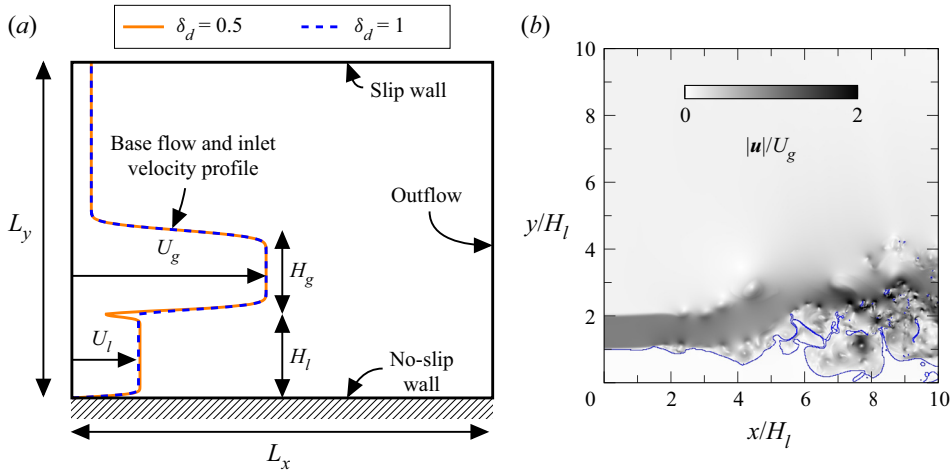 (a)
δd = 0.5
δd = 1
Slip wall
Base flow and inlet
velocity profile
Outflow
Ly
Ug
Hg
Ul
Hl
No-slip
wall
Lx
(b)
10
8
6
4
2
0
y/Hl
0
2
|u|/Ug
0
2
4
6
8
10
x/Hl